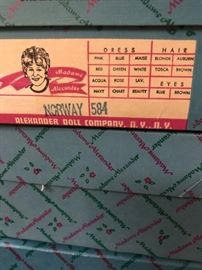 DRESS HAIR
PINK BLUE MAIZE BLONDE AUBURN
RED GREEN WHITE TOSCA BROWN
AQUA ROSE LAV. EYES
NAVY CHART BEAUTY BLUE BROWN
Madame
Alexander
NORWAY 584
ALEXANDER DOLL COMPANY, N.Y., N.Y.